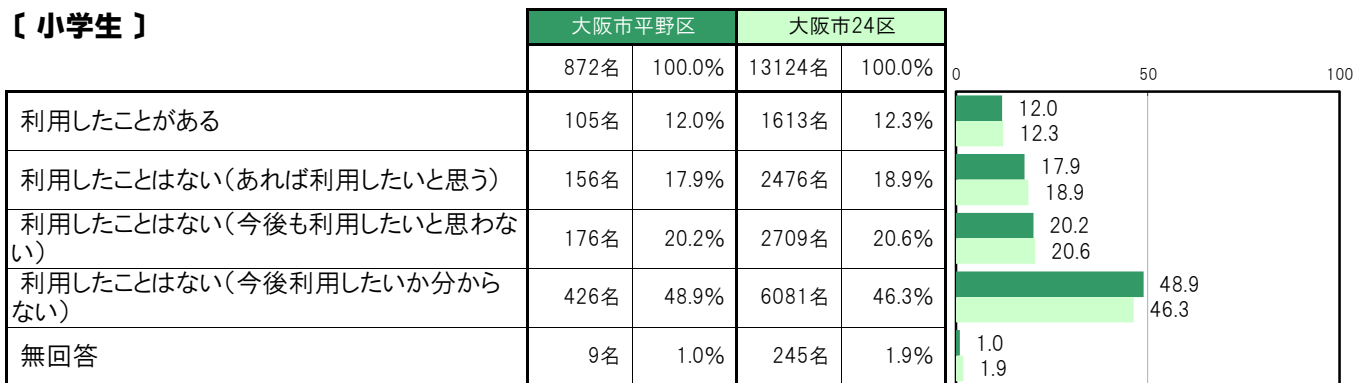 〔 小学生 〕
大阪市平野区 大阪市24区
872名 100.0% 13124名 100.0%
0 50 100
利用したことがある 105名 12.0% 1613名 12.3%
12.0
12.3
利用したことはない(あれば利用したいと思う) 156名 17.9% 2476名 18.9%
17.9
18.9
利用したことはない(今後も利用したいと思わな
い) 176名 20.2% 2709名 20.6%
20.2
20.6
利用したことはない(今後利用したいか分から
ない) 426名 48.9% 6081名 46.3%
48.9
46.3
無回答 9名 1.0% 245名 1.9%
1.0
1.9